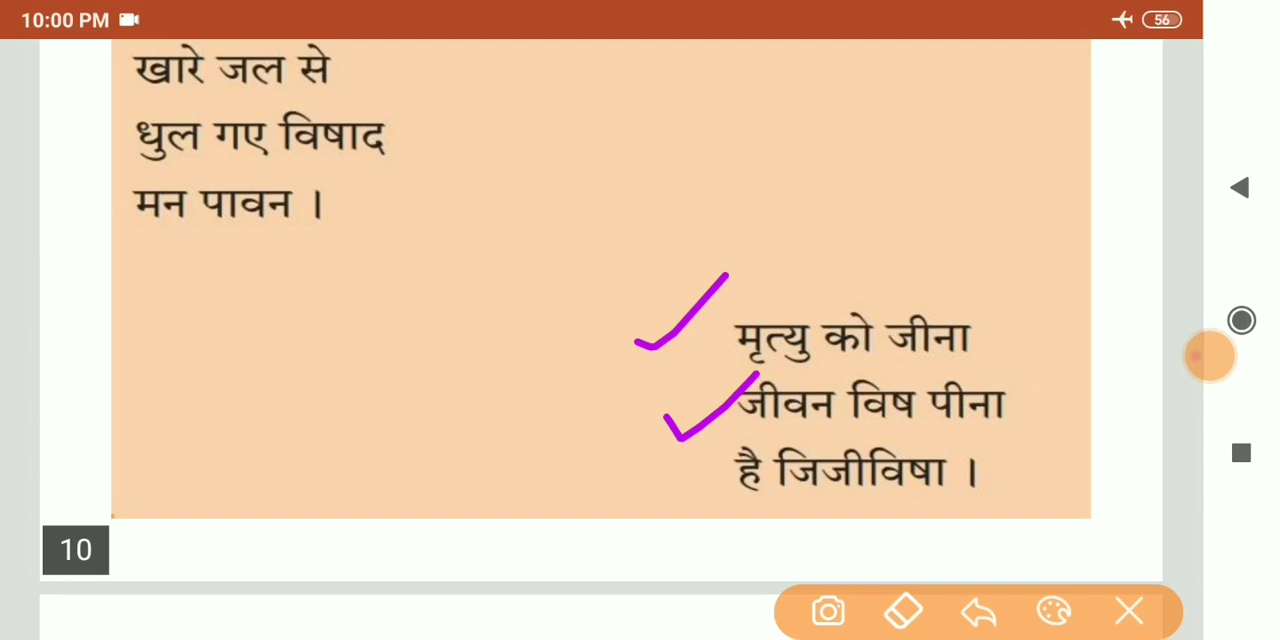 10:00 PM
56
खारे जल से
धुल गए विषाद
मन पावन ।
मृत्यु को जीना
जीवन विष पीना
है जिजीविषा ।
10